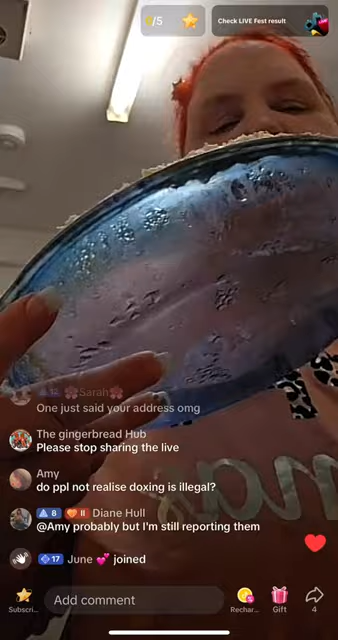 /5
Check LIVE Fest result
12 🌸Sarah🌸
One just said your address omg
The gingerbread Hub
Please stop sharing the live
Amy
do ppl not realise doxing is illegal?
8 II Diane Hull
@Amy probably but I'm still reporting them
17 June 💕 joined
Subscri...
Add comment
Rechar...
Gift
4